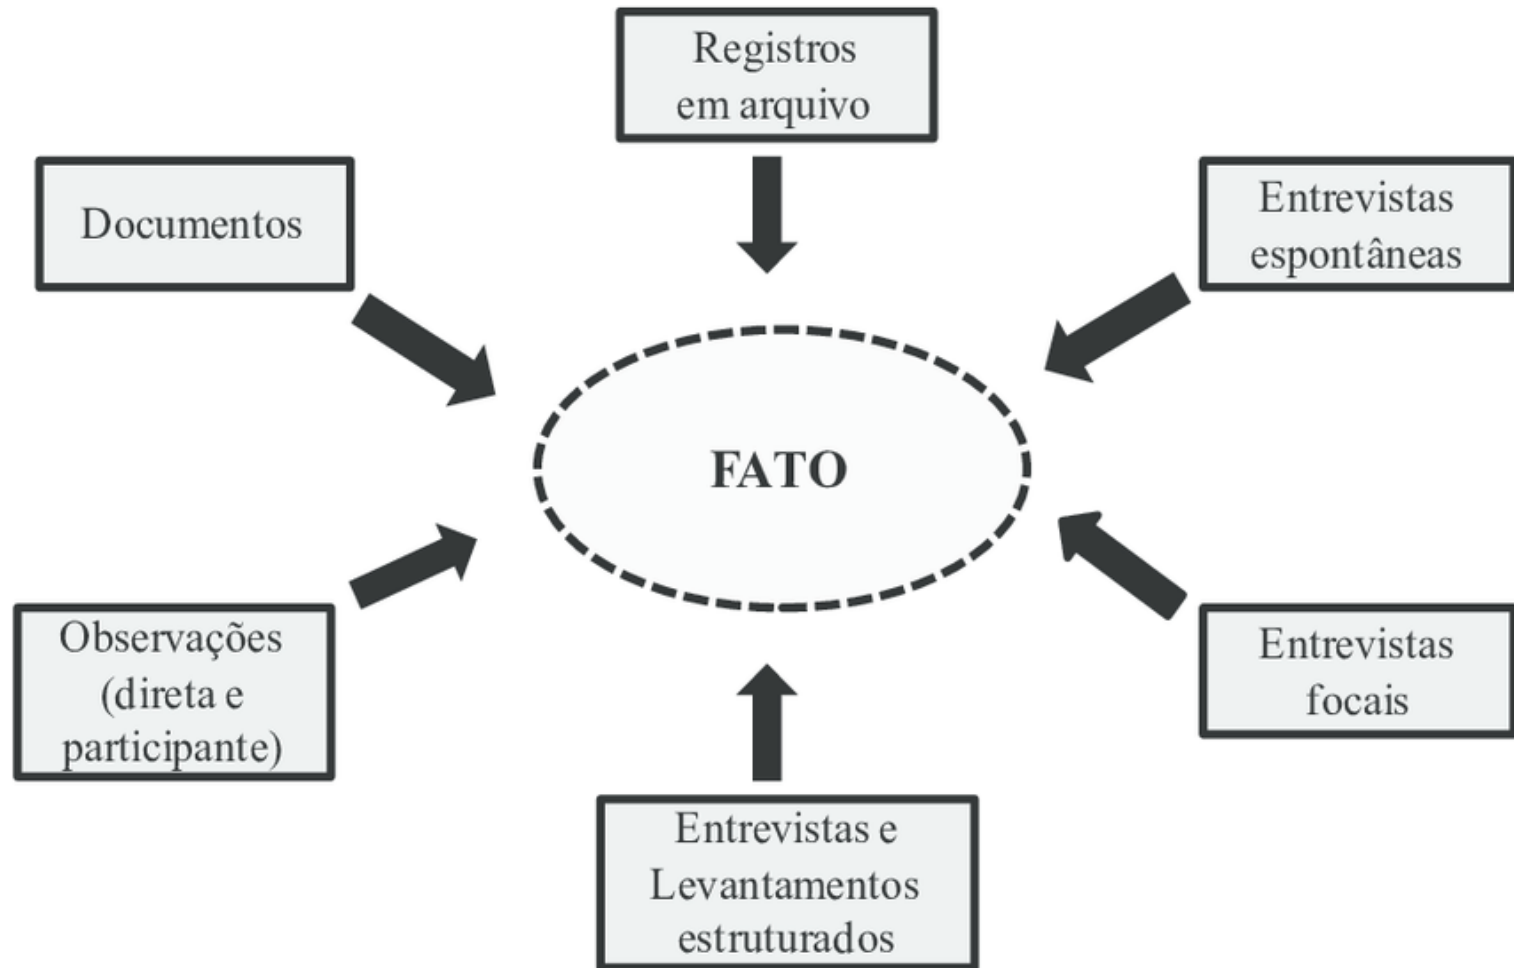 Registros
em arquivo
Documentos
Entrevistas
espontâneas
FATO
Observações
(direta e
participante)
Entrevistas
focais
Entrevistas e
Levantamentos
estruturados